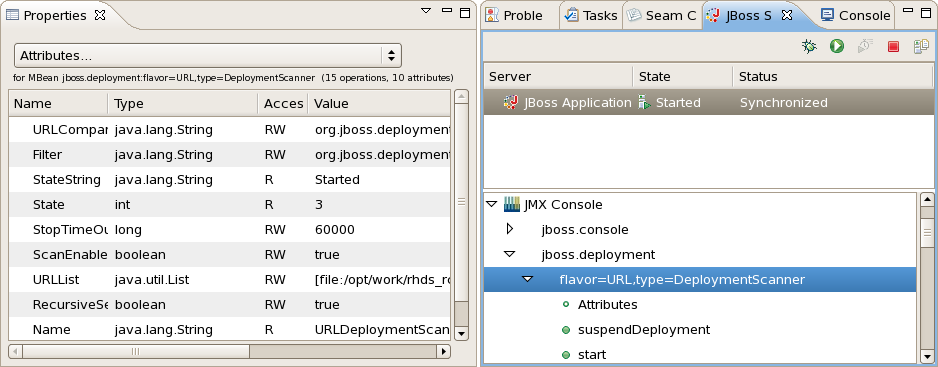 Properties
Attributes...
for MBean jboss.deployment:flavor=URL,type=DeploymentScanner (15 operations, 10 attributes)
Name Type Acces Value
URLCompar java.lang.String RW org.jboss.deployment
Filter java.lang.String RW org.jboss.deployment
StateString java.lang.String R Started
State int R 3
StopTimeOu long RW 60000
ScanEnable boolean RW true
URLList java.util.List RW [file:/opt/work/rhds_r
RecursiveSe boolean RW true
Name java.lang.String R URLDeploymentScan
Proble Tasks Seam C JBoss S Console
Server State Status
JBoss Application Started Synchronized
JMX Console
jboss.console
jboss.deployment
flavor=URL,type=DeploymentScanner
Attributes
suspendDeployment
start